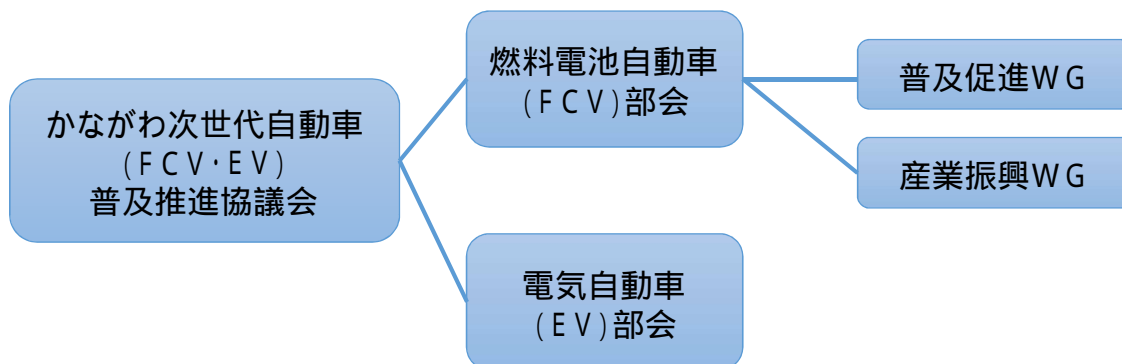 かながわ次世代自動車
(ＦＣＶ・ＥＶ)
普及推進協議会
燃料電池自動車
(ＦＣＶ)部会
普及促進ＷＧ
産業振興ＷＧ
電気自動車
(ＥＶ)部会